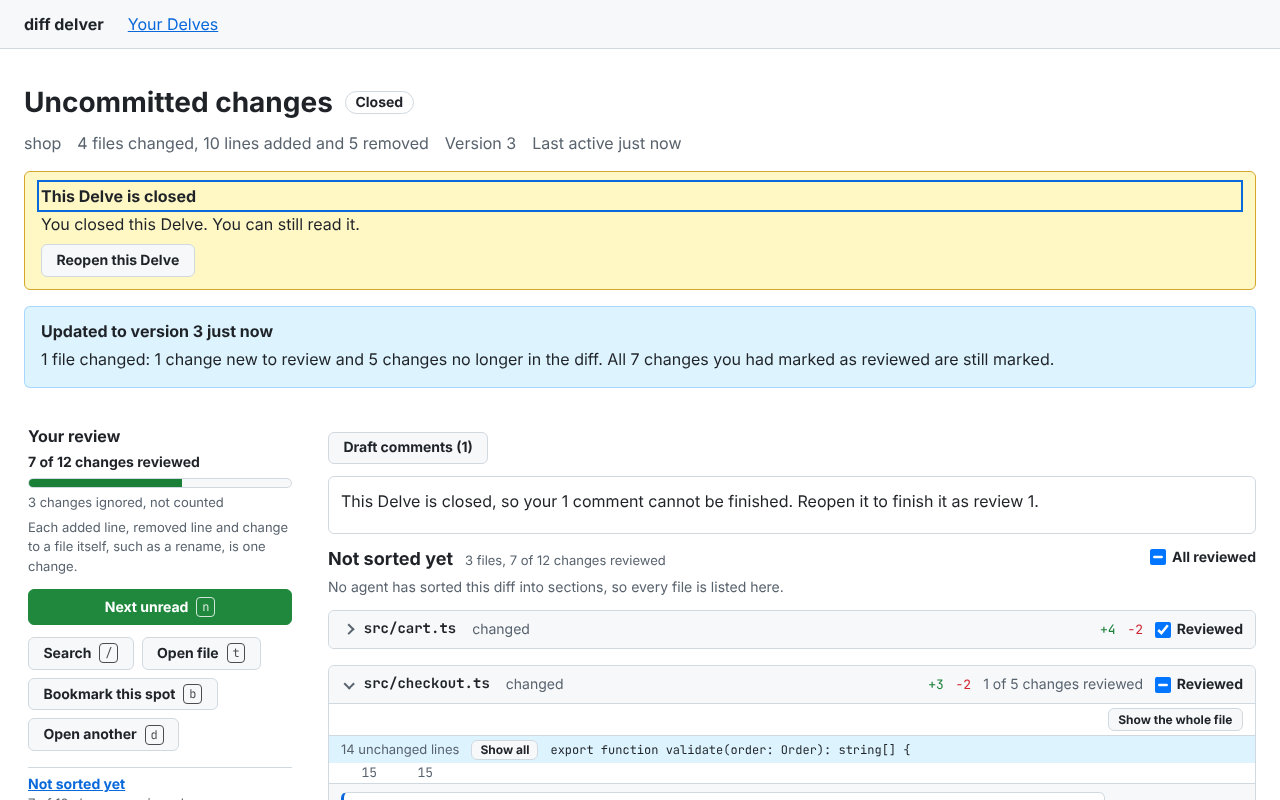 diff delver Your Delves
Uncommitted changes Closed
shop 4 files changed, 10 lines added and 5 removed Version 3 Last active just now
This Delve is closed
You closed this Delve. You can still read it.
Reopen this Delve
Updated to version 3 just now
1 file changed: 1 change new to review and 5 changes no longer in the diff. All 7 changes you had marked as reviewed are still marked.
Your review
7 of 12 changes reviewed
3 changes ignored, not counted
Each added line, removed line and change
to a file itself, such as a rename, is one
change.
Next unread n
Search / Open file t
Bookmark this spot b
Open another d
Not sorted yet
Draft comments (1)
This Delve is closed, so your 1 comment cannot be finished. Reopen it to finish it as review 1.
Not sorted yet 3 files, 7 of 12 changes reviewed All reviewed
No agent has sorted this diff into sections, so every file is listed here.
src/cart.ts changed +4 -2 Reviewed
src/checkout.ts changed +3 -2 1 of 5 changes reviewed Reviewed
Show the whole file
14 unchanged lines Show all export function validate(order: Order): string[] {
15 15